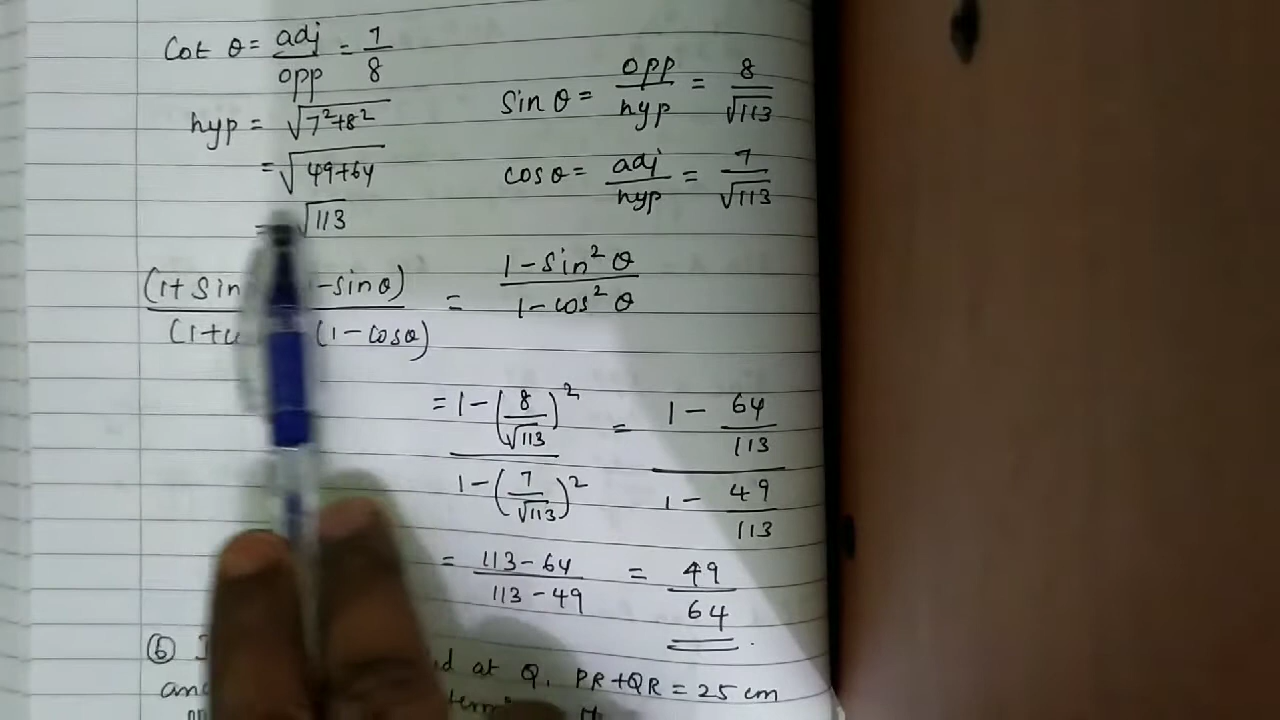 Cot θ = adj/opp = 7/8
hyp = √7²+8²
= √49+64
= √113
Sin θ = opp/hyp = 8/√113
cos θ = adj/hyp = 7/√113
(1+ Sin -sinθ) / (1+ (1-cosθ) = 1-Sin²θ / 1-cos²θ
= 1-(8/√113)² / 1-(7/√113)² = 1 - 64/113 / 1 - 49/113
= 113-64 / 113-49 = 49/64
⑥ at Q, PR+QR = 25 cm